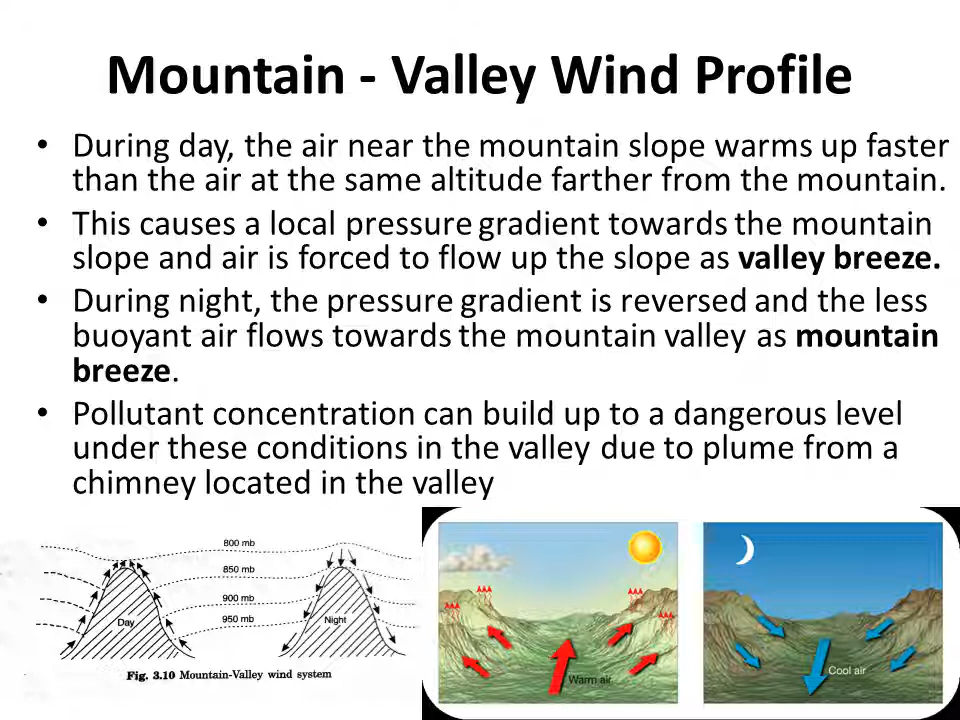 Mountain - Valley Wind Profile
• During day, the air near the mountain slope warms up faster
than the air at the same altitude farther from the mountain.
• This causes a local pressure gradient towards the mountain
slope and air is forced to flow up the slope as valley breeze.
• During night, the pressure gradient is reversed and the less
buoyant air flows towards the mountain valley as mountain
breeze.
• Pollutant concentration can build up to a dangerous level
under these conditions in the valley due to plume from a
chimney located in the valley
800 mb
850 mb
900 mb
950 mb
Day
Night
Fig. 3.10 Mountain-Valley wind system
Warm air
Cool air